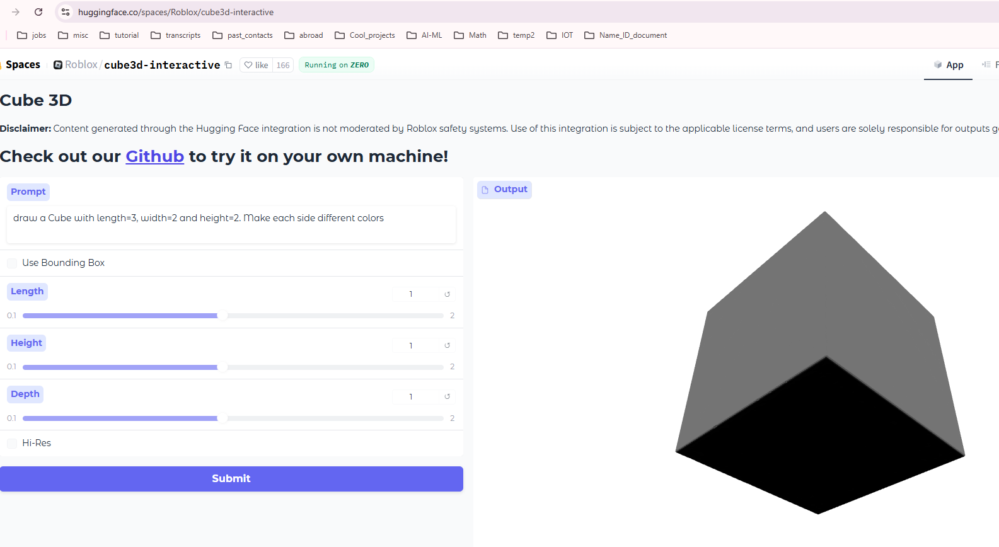 huggingface.co/spaces/Roblox/cube3d-interactive
jobs misc tutorial transcripts past_contacts abroad Cool_projects AI-ML Math temp2 IOT Name_ID_document
Spaces Roblox/cube3d-interactive like 166 Running on ZERO App
Cube 3D
Disclaimer: Content generated through the Hugging Face integration is not moderated by Roblox safety systems. Use of this integration is subject to the applicable license terms, and users are solely responsible for outputs
Check out our Github to try it on your own machine!
Prompt
draw a Cube with length=3, width=2 and height=2. Make each side different colors
Use Bounding Box
Length 1
0.1 2
Height 1
0.1 2
Depth 1
0.1 2
Hi-Res
Submit
Output